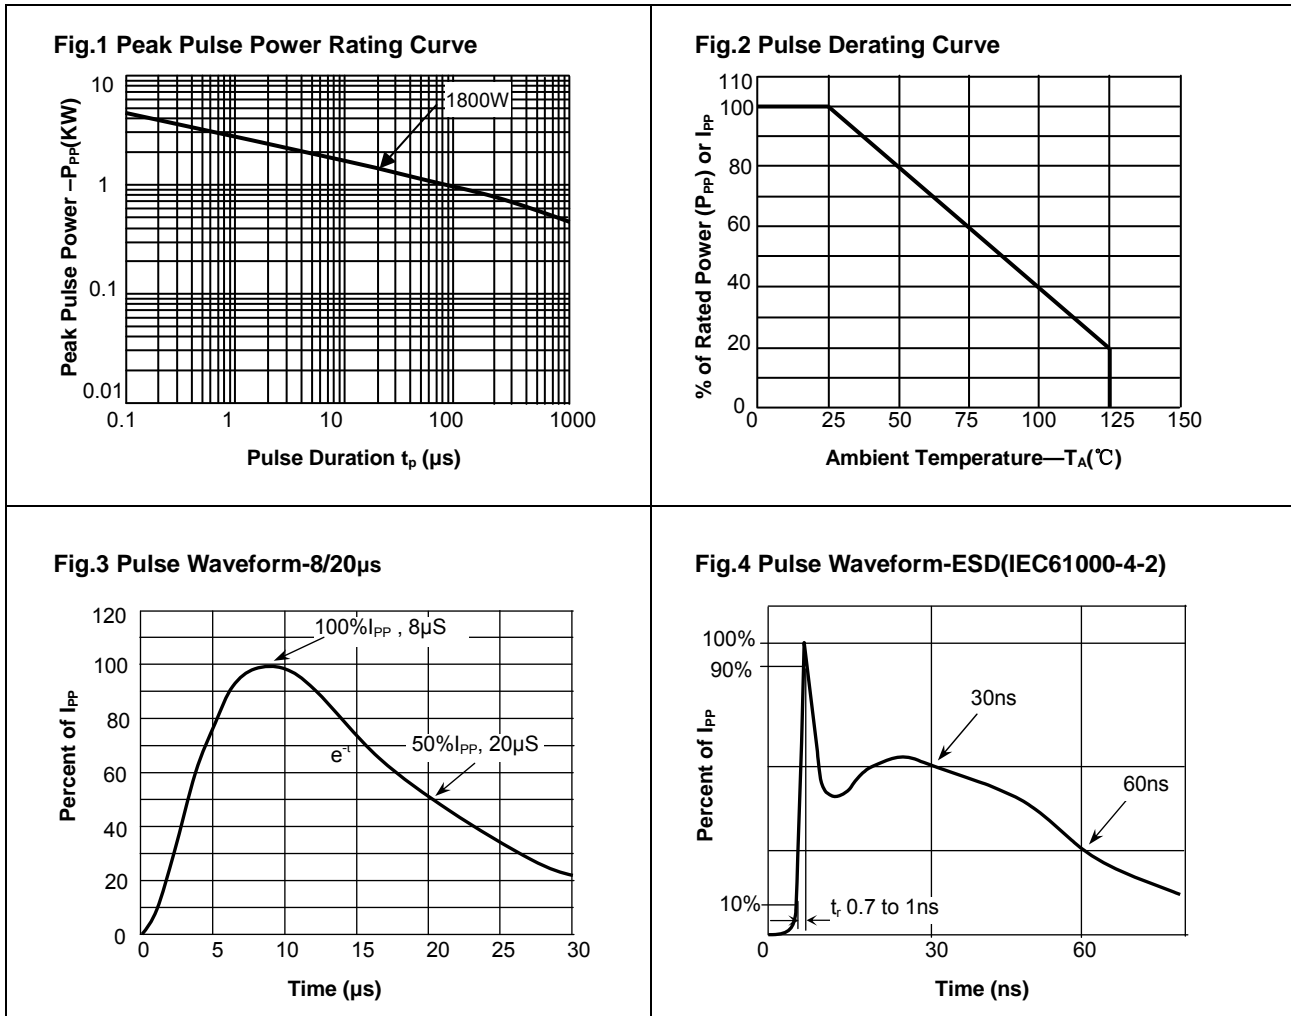 Fig.1 Peak Pulse Power Rating Curve
Peak Pulse Power –PPP(KW)
10
1
0.1
0.01
1800W
0.1 1 10 100 1000
Pulse Duration tp (µs)
Fig.2 Pulse Derating Curve
% of Rated Power (PPP) or IPP
110
100
80
60
40
20
0
25 50 75 100 125 150
Ambient Temperature—TA(℃)
Fig.3 Pulse Waveform-8/20µs
Percent of IPP
120
100
80
60
40
20
0
100%IPP , 8µS
e-t
50%IPP, 20µS
0 5 10 15 20 25 30
Time (µs)
Fig.4 Pulse Waveform-ESD(IEC61000-4-2)
Percent of IPP
100%
90%
10%
30ns
60ns
tr 0.7 to 1ns
0 30 60
Time (ns)